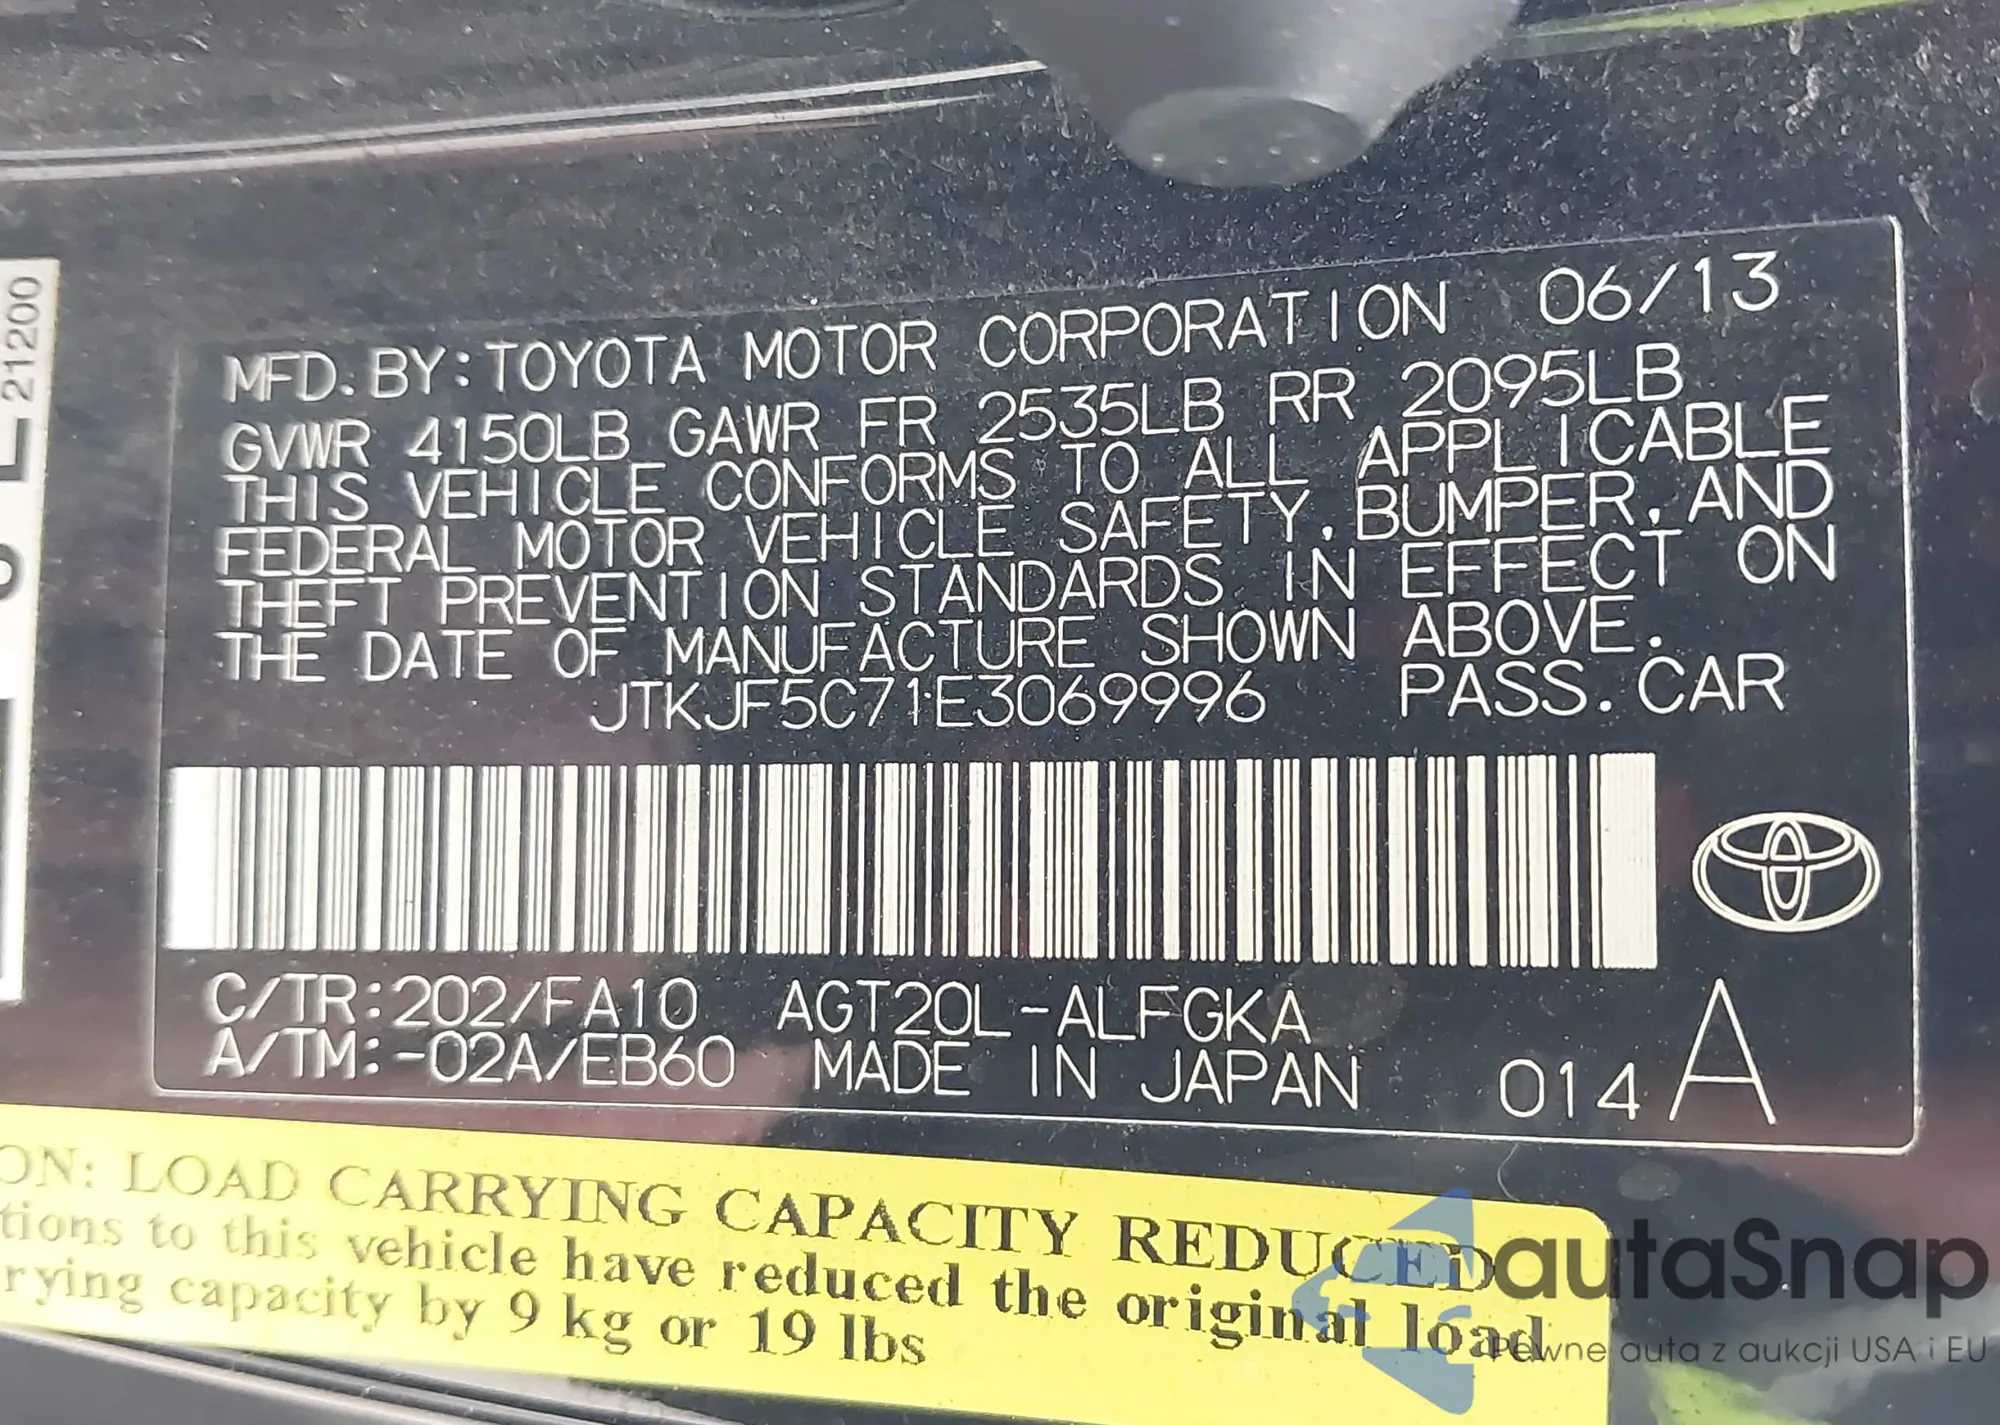 21200
MFD. BY: TOYOTA MOTOR CORPORATION 06/13
GVWR 4150LB GAWR FR 2535LB RR 2095LB
THIS VEHICLE CONFORMS TO ALL APPLICABLE
FEDERAL MOTOR VEHICLE SAFETY, BUMPER, AND
THEFT PREVENTION STANDARDS IN EFFECT ON
THE DATE OF MANUFACTURE SHOWN ABOVE.
JTKJF5C71E3069996 PASS. CAR
C/TR:202/FA10 AGT20L-ALFGKA
A/TM:-02A/EB60 MADE IN JAPAN 014 A
ON: LOAD CARRYING CAPACITY REDUCED
tions to this vehicle have reduced the original load
rying capacity by 9 kg or 19 lbs
autaSnap
Pewne auta z aukcji USA i EU